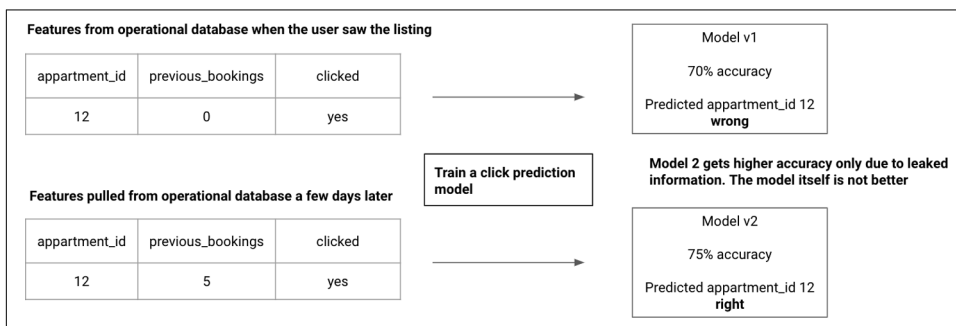 Features from operational database when the user saw the listing
appartment_id previous_bookings clicked
12 0 yes
Model v1
70% accuracy
Predicted appartment_id 12
wrong
Train a click prediction
model
Model 2 gets higher accuracy only due to leaked
information. The model itself is not better
Features pulled from operational database a few days later
appartment_id previous_bookings clicked
12 5 yes
Model v2
75% accuracy
Predicted appartment_id 12
right